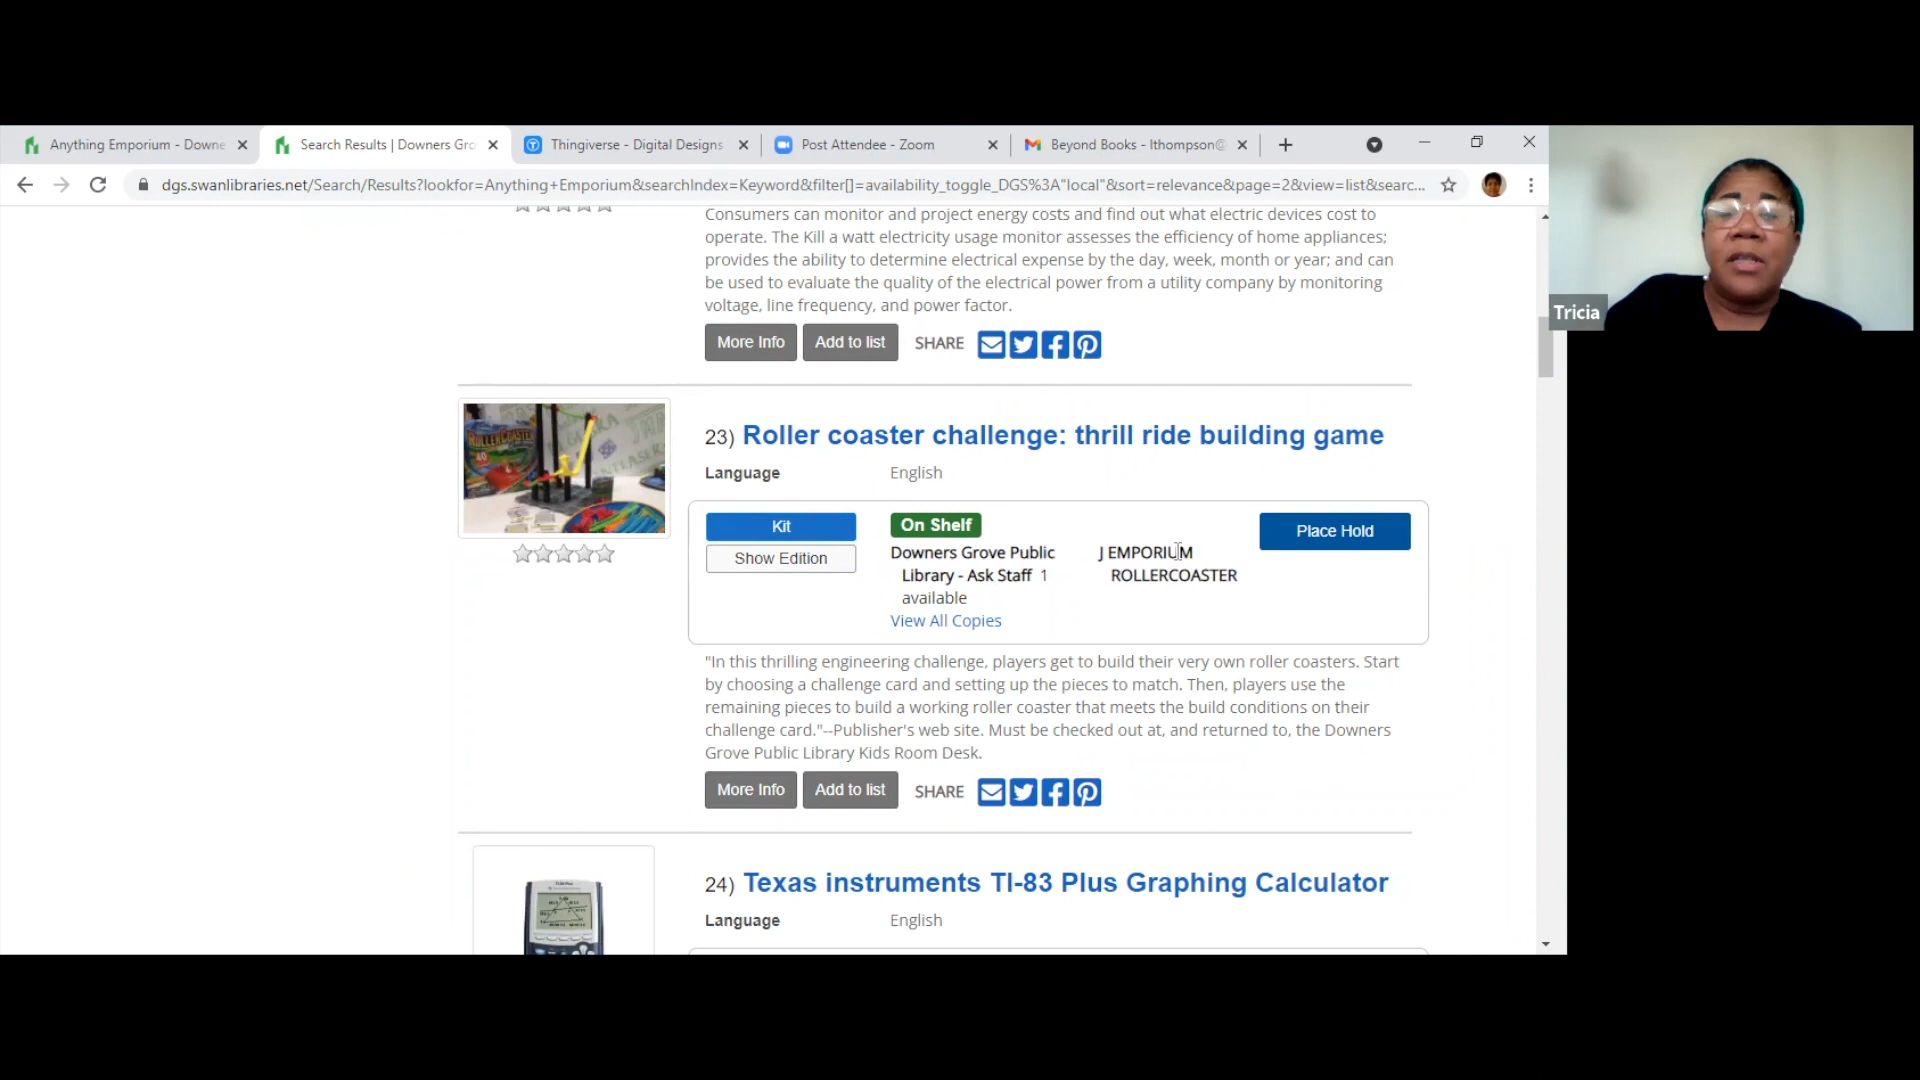 Anything Emporium - Downe
Search Results | Downers Gro
Thingiverse - Digital Designs
Post Attendee - Zoom
Beyond Books - lthompson@
dgs.swanlibraries.net/Search/Results?lookfor=Anything+Emporium&searchIndex=Keyword&filter[]=availability_toggle_DGS%3A"local"&sort=relevance&page=2&view=list&searc...
Tricia
Consumers can monitor and project energy costs and find out what electric devices cost to
operate. The Kill a watt electricity usage monitor assesses the efficiency of home appliances;
provides the ability to determine electrical expense by the day, week, month or year; and can
be used to evaluate the quality of the electrical power from a utility company by monitoring
voltage, line frequency, and power factor.
More Info Add to list SHARE
ROLLERCOASTER
23) Roller coaster challenge: thrill ride building game
Language English
Kit
Show Edition
On Shelf
Downers Grove Public
Library - Ask Staff 1
available
View All Copies
J EMPORIUM
ROLLERCOASTER
Place Hold
"In this thrilling engineering challenge, players get to build their very own roller coasters. Start
by choosing a challenge card and setting up the pieces to match. Then, players use the
remaining pieces to build a working roller coaster that meets the build conditions on their
challenge card."--Publisher's web site. Must be checked out at, and returned to, the Downers
Grove Public Library Kids Room Desk.
More Info Add to list SHARE
24) Texas instruments TI-83 Plus Graphing Calculator
Language English